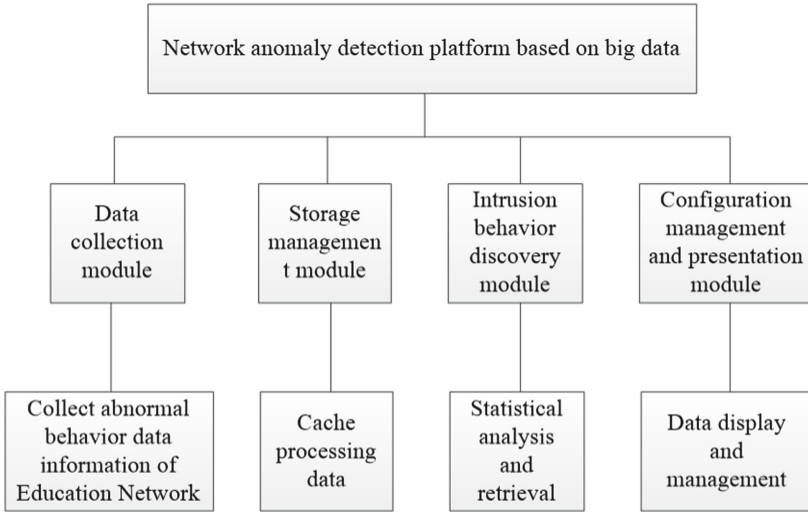 Network anomaly detection platform based on big data
Data
collection
module
Storage
managemen
t module
Intrusion
behavior
discovery
module
Configuration
management
and presentation
module
Collect abnormal
behavior data
information of
Education Network
Cache
processing
data
Statistical
analysis
and
retrieval
Data display
and
management